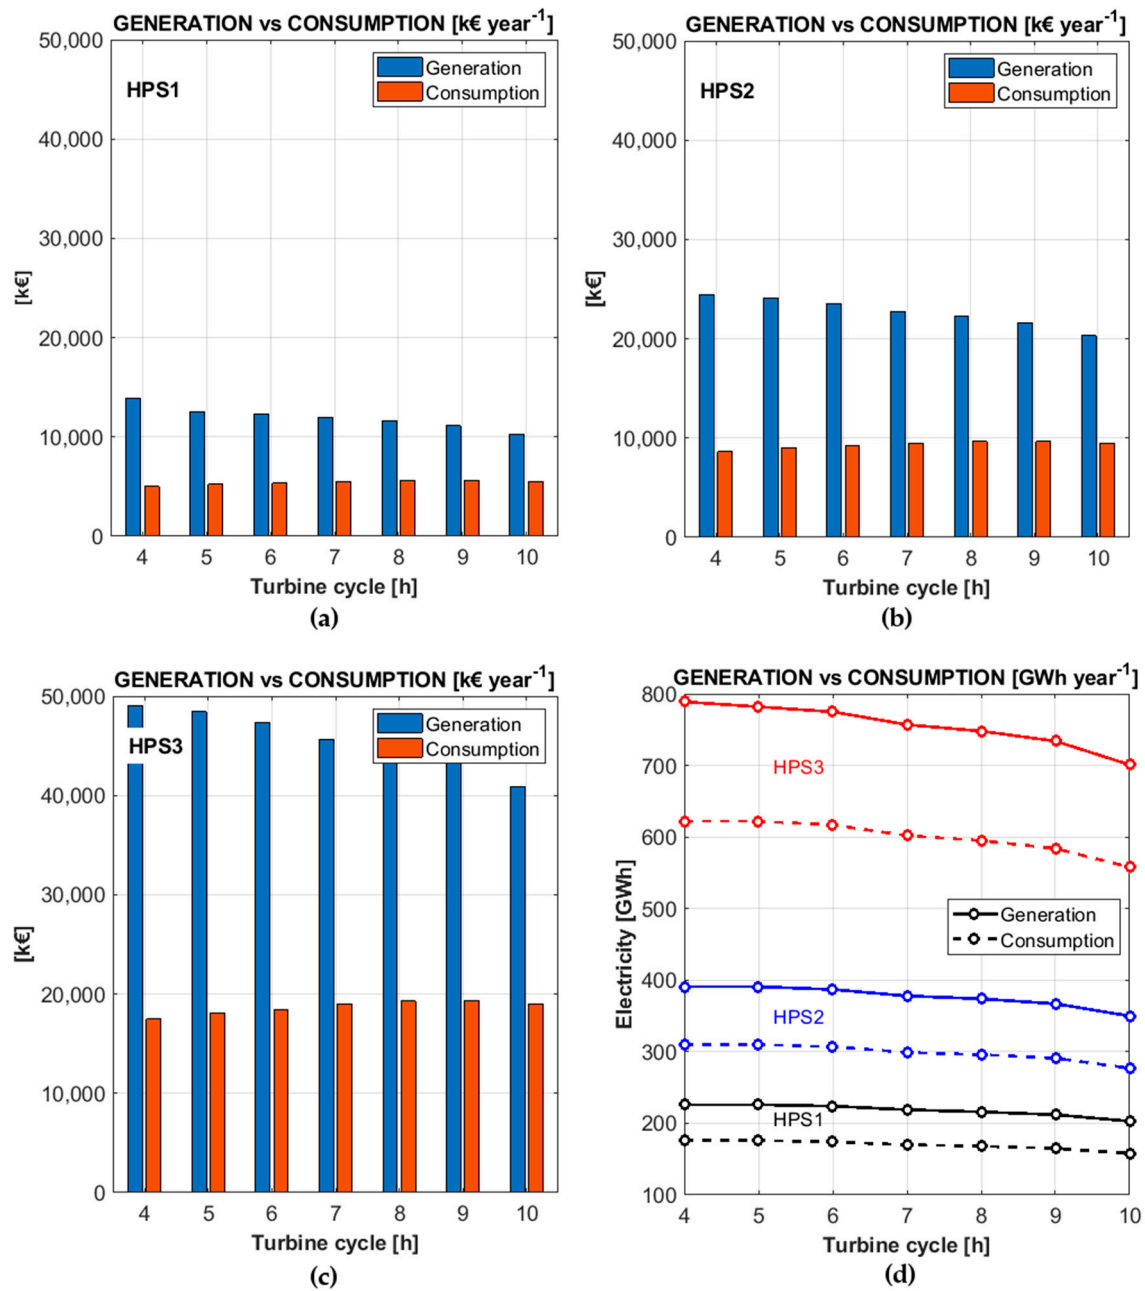 GENERATION vs CONSUMPTION [k€ year⁻¹]
50,000
40,000
30,000
20,000
10,000
0
[k€]
HPS1
Generation
Consumption
4 5 6 7 8 9 10
Turbine cycle [h]
(a)
GENERATION vs CONSUMPTION [k€ year⁻¹]
50,000
40,000
30,000
20,000
10,000
0
[k€]
HPS2
Generation
Consumption
4 5 6 7 8 9 10
Turbine cycle [h]
(b)
GENERATION vs CONSUMPTION [k€ year⁻¹]
50,000
40,000
30,000
20,000
10,000
0
[k€]
HPS3
Generation
Consumption
4 5 6 7 8 9 10
Turbine cycle [h]
(c)
GENERATION vs CONSUMPTION [GWh year⁻¹]
800
700
600
500
400
300
200
100
Electricity [GWh]
HPS3
Generation
Consumption
HPS2
HPS1
4 5 6 7 8 9 10
Turbine cycle [h]
(d)